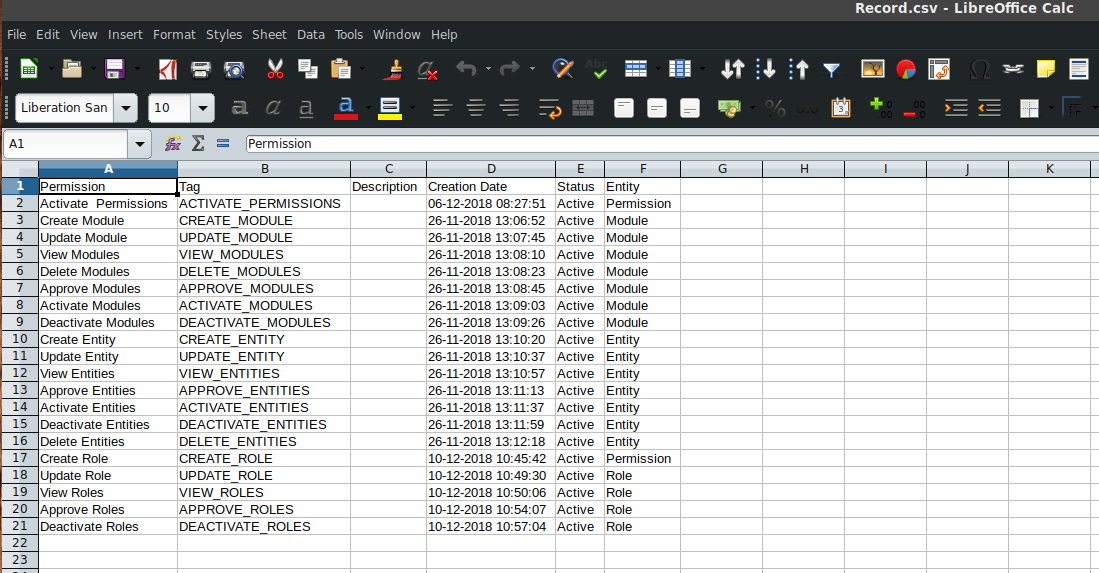 Record.csv - LibreOffice Calc
File Edit View Insert Format Styles Sheet Data Tools Window Help
Liberation San 10
A1 Permission
A B C D E F G H I J K
1 Permission Tag Description Creation Date Status Entity
2 Activate  Permissions ACTIVATE_PERMISSIONS 06-12-2018 08:27:51 Active Permission
3 Create Module CREATE_MODULE 26-11-2018 13:06:52 Active Module
4 Update Module UPDATE_MODULE 26-11-2018 13:07:45 Active Module
5 View Modules VIEW_MODULES 26-11-2018 13:08:10 Active Module
6 Delete Modules DELETE_MODULES 26-11-2018 13:08:23 Active Module
7 Approve Modules APPROVE_MODULES 26-11-2018 13:08:45 Active Module
8 Activate Modules ACTIVATE_MODULES 26-11-2018 13:09:03 Active Module
9 Deactivate Modules DEACTIVATE_MODULES 26-11-2018 13:09:26 Active Module
10 Create Entity CREATE_ENTITY 26-11-2018 13:10:20 Active Entity
11 Update Entity UPDATE_ENTITY 26-11-2018 13:10:37 Active Entity
12 View Entities VIEW_ENTITIES 26-11-2018 13:10:57 Active Entity
13 Approve Entities APPROVE_ENTITIES 26-11-2018 13:11:13 Active Entity
14 Activate Entities ACTIVATE_ENTITIES 26-11-2018 13:11:37 Active Entity
15 Deactivate Entities DEACTIVATE_ENTITIES 26-11-2018 13:11:59 Active Entity
16 Delete Entities DELETE_ENTITIES 26-11-2018 13:12:18 Active Entity
17 Create Role CREATE_ROLE 10-12-2018 10:45:42 Active Permission
18 Update Role UPDATE_ROLE 10-12-2018 10:49:30 Active Role
19 View Roles VIEW_ROLES 10-12-2018 10:50:06 Active Role
20 Approve Roles APPROVE_ROLES 10-12-2018 10:54:07 Active Role
21 Deactivate Roles DEACTIVATE_ROLES 10-12-2018 10:57:04 Active Role
22
23